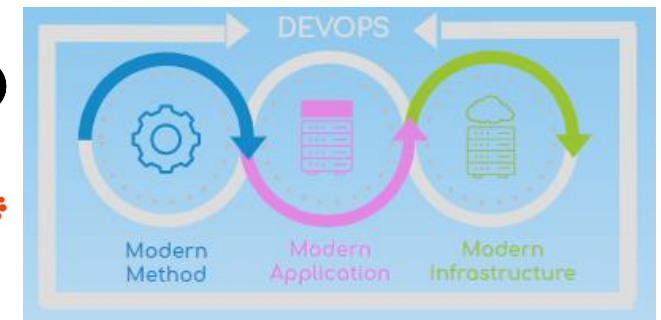 DEVOPS
Modern
Method
Modern
Application
Modern
Infrastructure